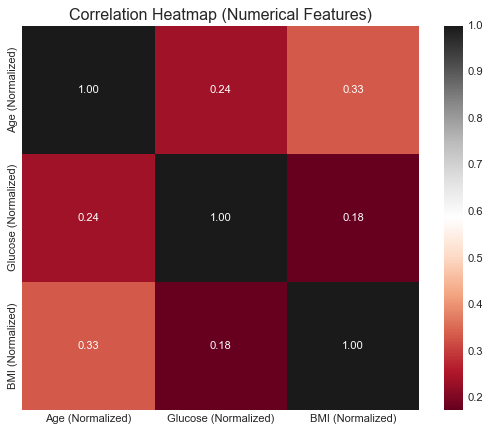 Correlation Heatmap (Numerical Features)
Age (Normalized)
1.00
0.24
0.33
Glucose (Normalized)
0.24
1.00
0.18
BMI (Normalized)
0.33
0.18
1.00
Age (Normalized)
Glucose (Normalized)
BMI (Normalized)
1.0
0.9
0.8
0.7
0.6
0.5
0.4
0.3
0.2